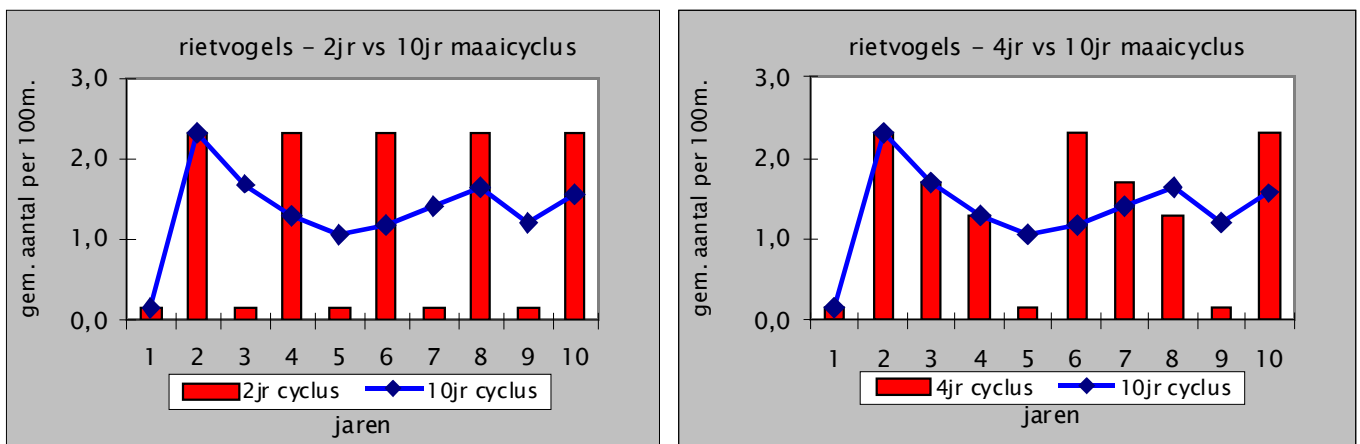 rietvogels – 2jr vs 10jr maaicyclus
gem. aantal per 100m.
3,0
2,0
1,0
0,0
1 2 3 4 5 6 7 8 9 10
2jr cyclus 10jr cyclus
jaren
rietvogels – 4jr vs 10jr maaicyclus
gem. aantal per 100m.
3,0
2,0
1,0
0,0
1 2 3 4 5 6 7 8 9 10
4jr cyclus 10jr cyclus
jaren